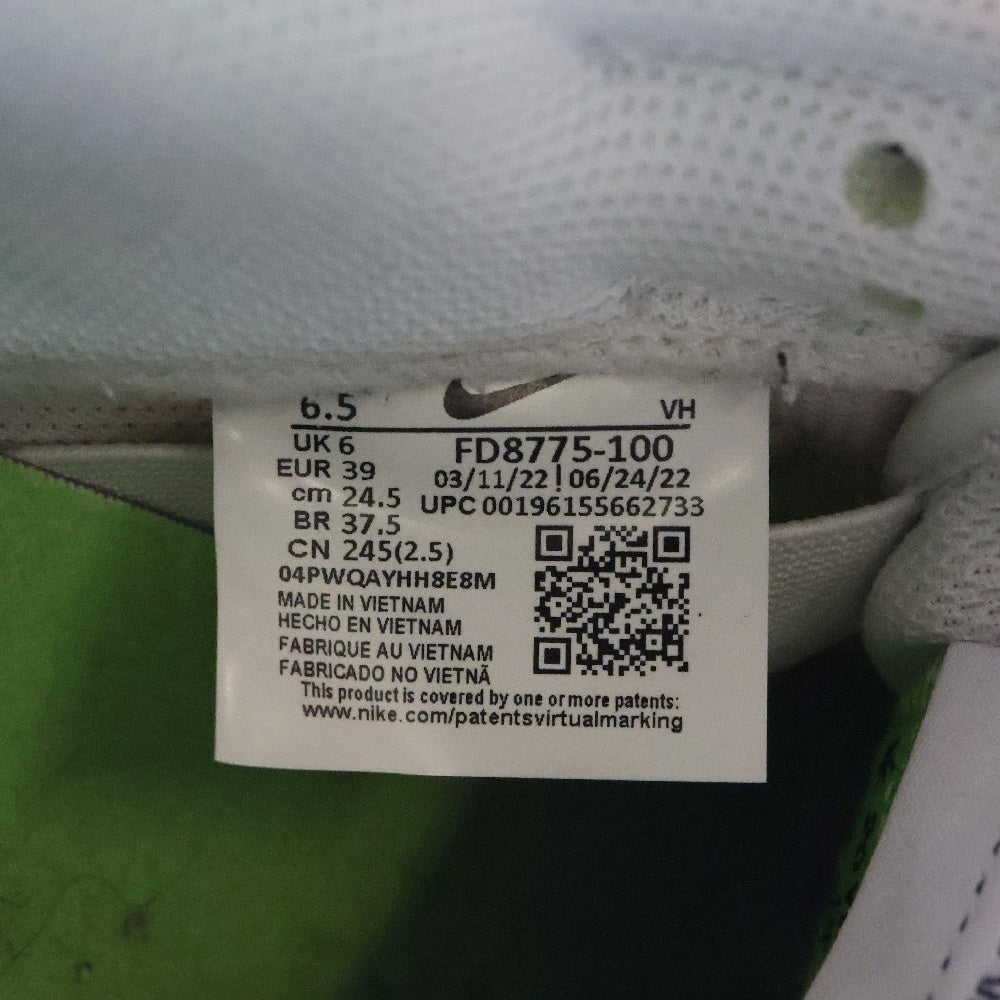 6.5
VH
UK 6
FD8775-100
EUR 39
03/11/22 | 06/24/22
cm 24.5
UPC 00196155662733
BR 37.5
CN 245(2.5)
04PWQAYHH8E8M
MADE IN VIETNAM
HECHO EN VIETNAM
FABRIQUE AU VIETNAM
FABRICADO NO VIETNÃ
This product is covered by one or more patents:
www.nike.com/patentsvirtualmarking